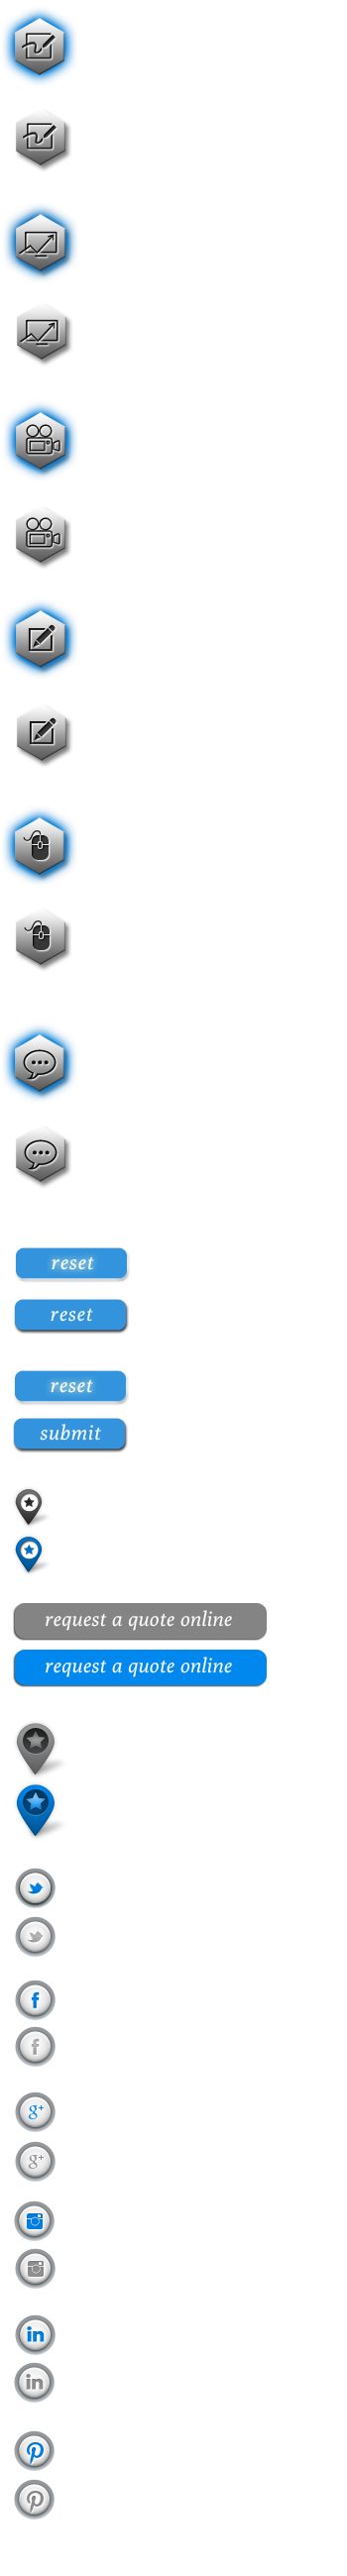 reset
reset
reset
submit
request a quote online
request a quote online
f
f
g+
g+
in
in